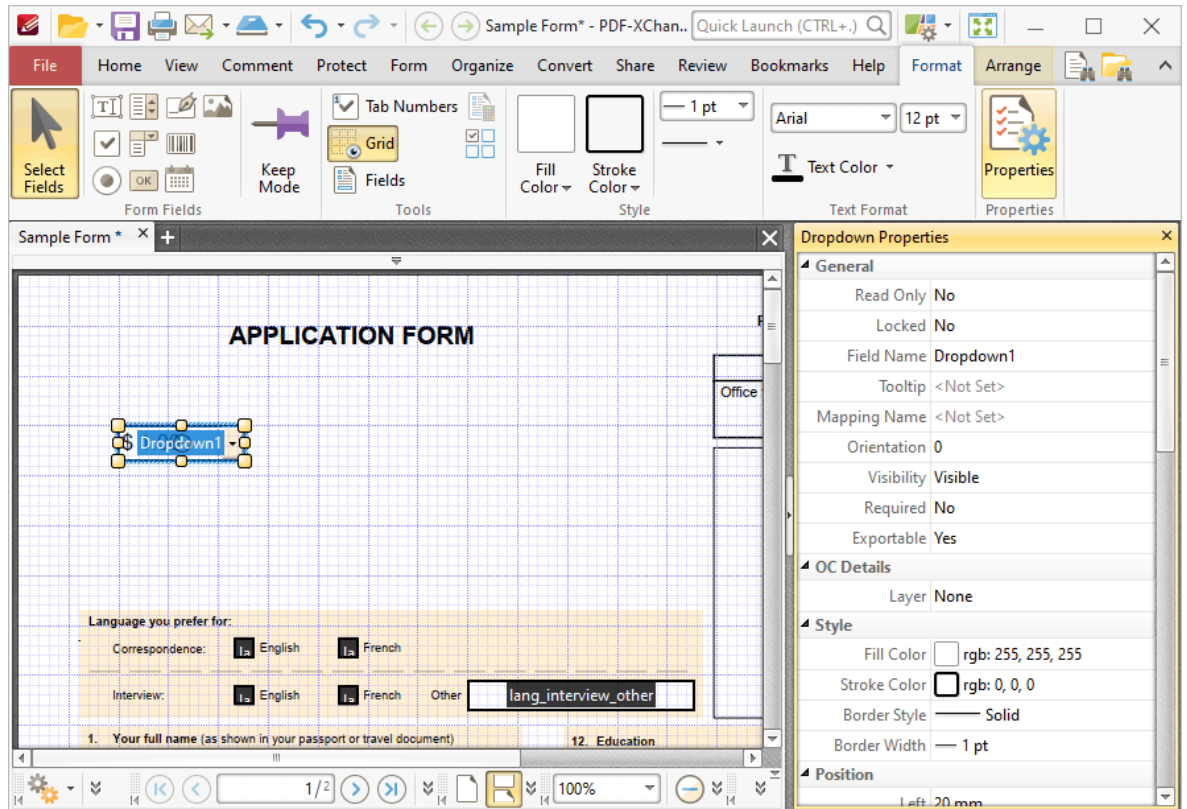 Sample Form* - PDF-XChan.. Quick Launch (CTRL+.)
File Home View Comment Protect Form Organize Convert Share Review Bookmarks Help Format Arrange
Select Fields
OK
Form Fields
Keep Mode
Tab Numbers
Grid
Fields
Tools
Fill Color
Stroke Color
1 pt
Style
Arial 12 pt
Text Color
Text Format
Properties
Properties
Sample Form *
APPLICATION FORM
Office
$ Dropdown1
Language you prefer for:
Correspondence: English French
Interview: English French Other lang_interview_other
1. Your full name (as shown in your passport or travel document) 12. Education
1/2 100%
Dropdown Properties
General
Read Only No
Locked No
Field Name Dropdown1
Tooltip <Not Set>
Mapping Name <Not Set>
Orientation 0
Visibility Visible
Required No
Exportable Yes
OC Details
Layer None
Style
Fill Color rgb: 255, 255, 255
Stroke Color rgb: 0, 0, 0
Border Style Solid
Border Width 1 pt
Position
Left 20 mm